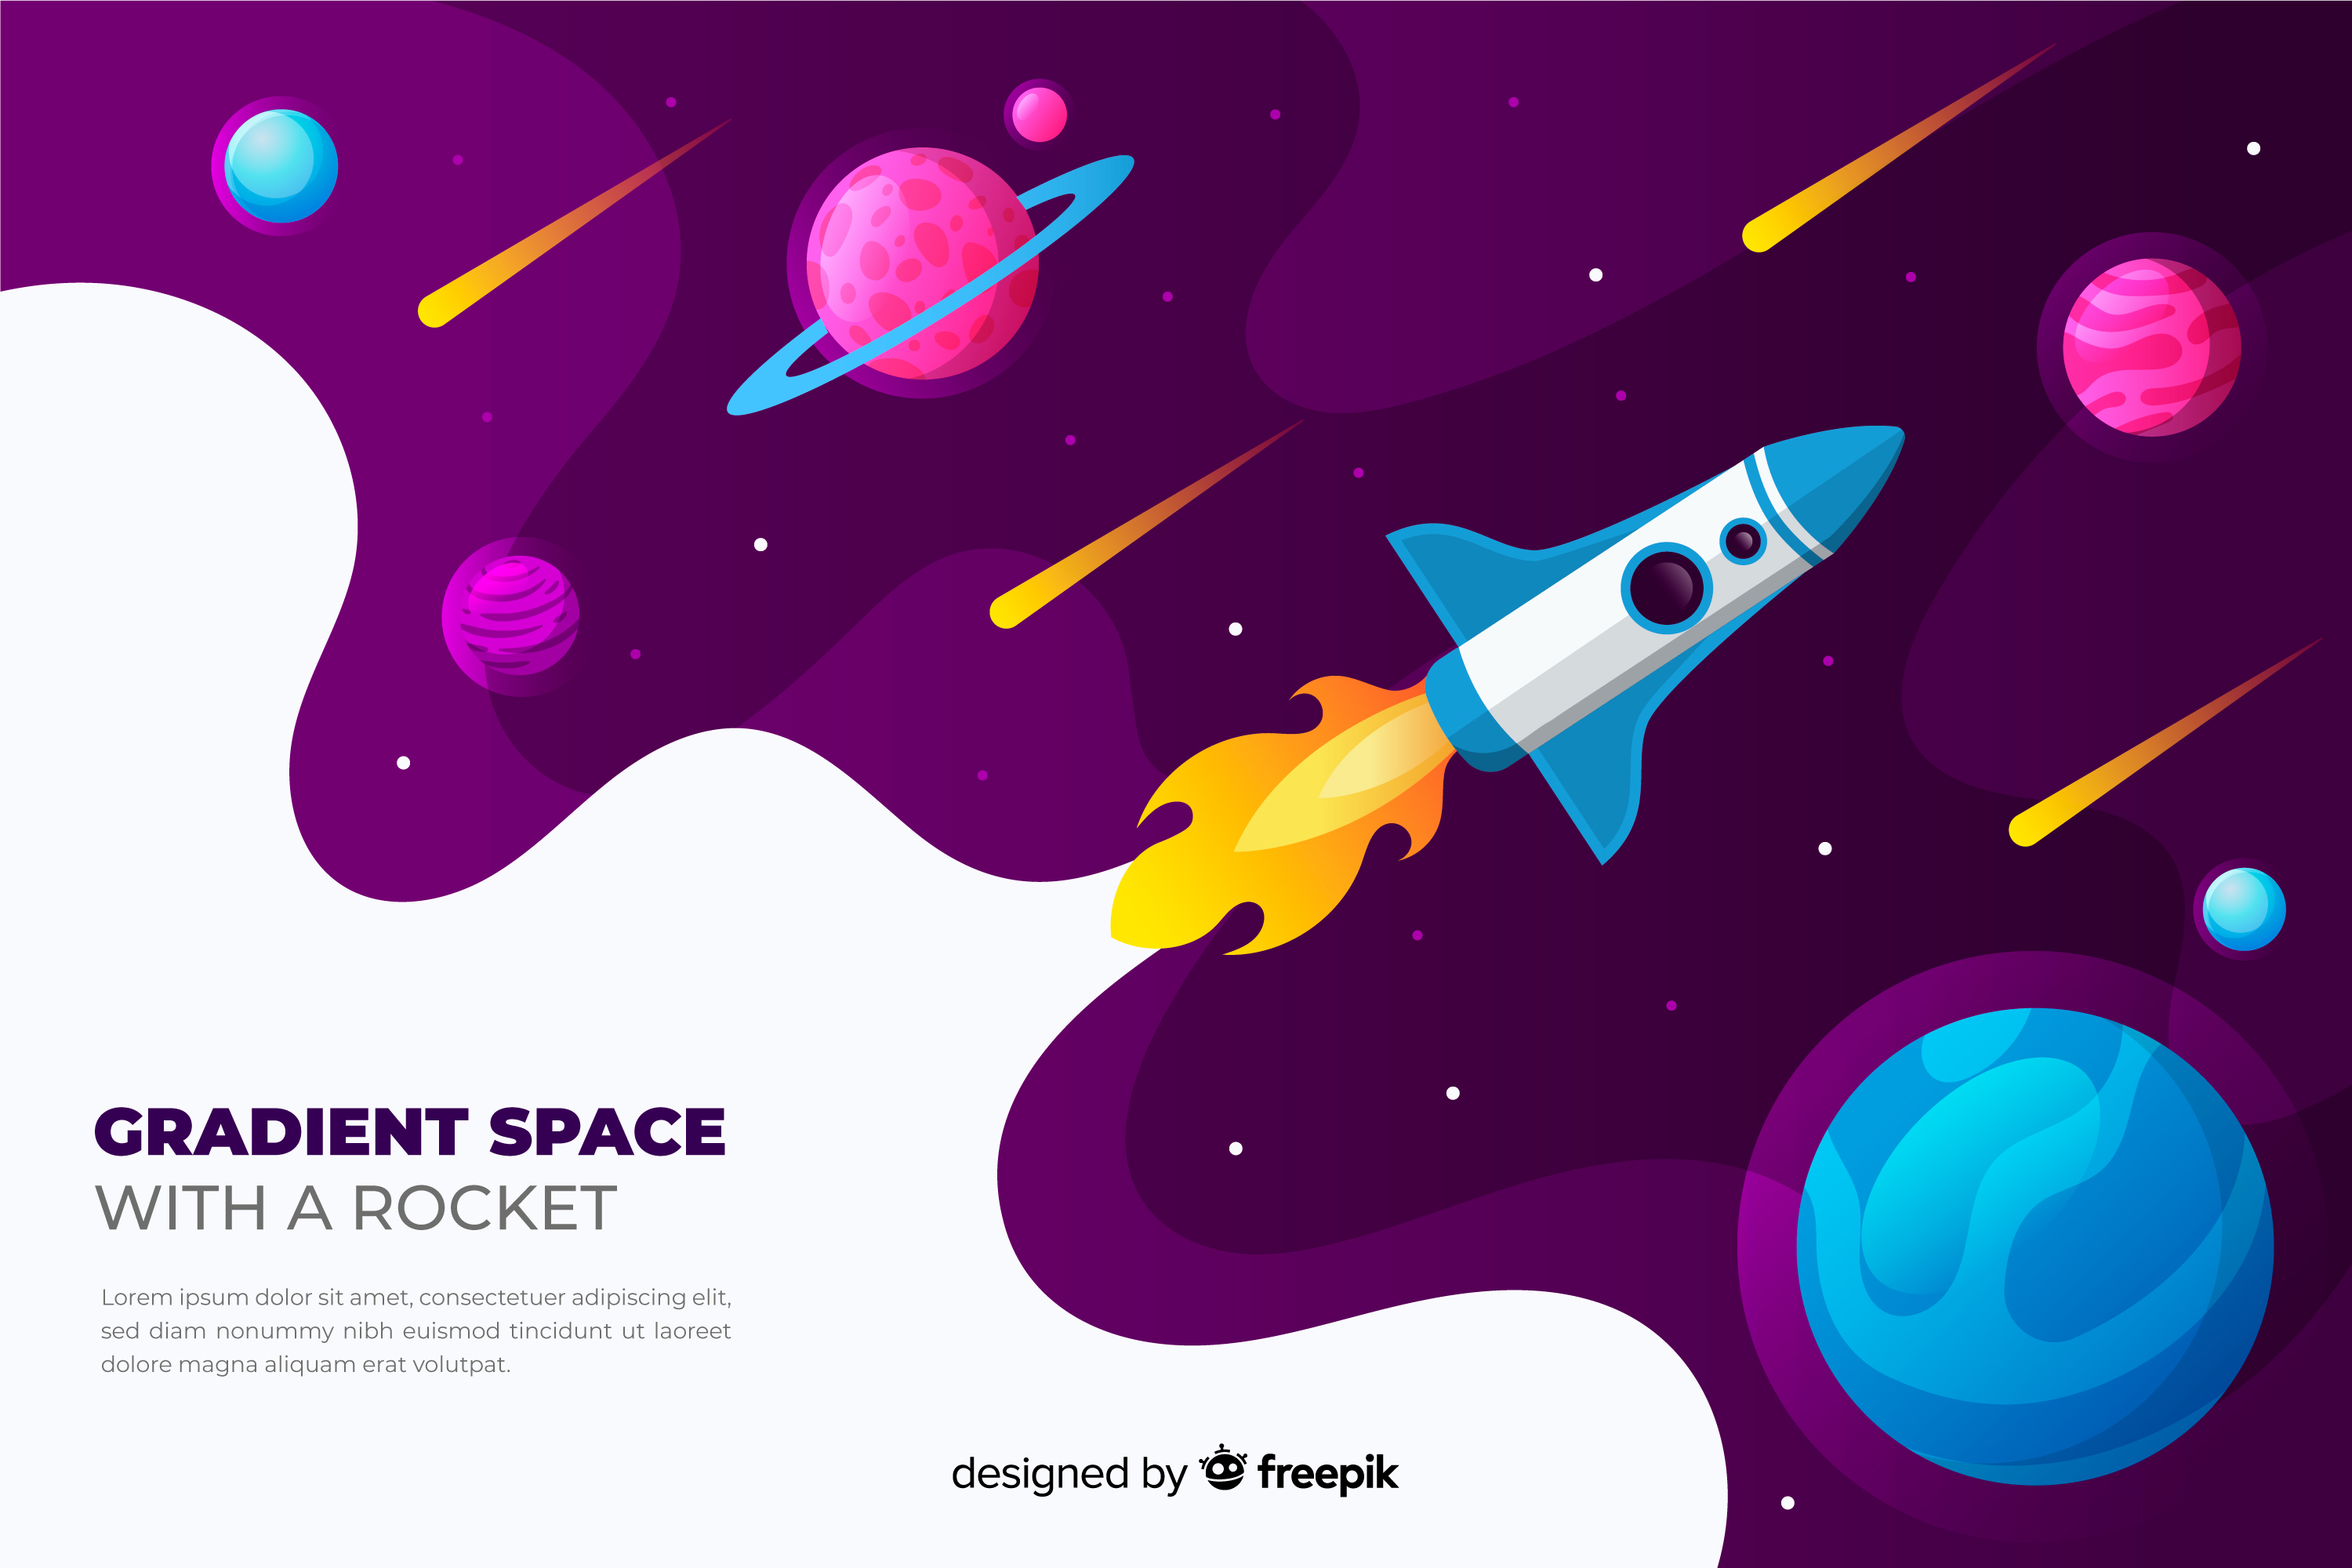 GRADIENT SPACE
WITH A ROCKET
Lorem ipsum dolor sit amet, consectetuer adipiscing elit,
sed diam nonummy nibh euismod tincidunt ut laoreet
dolore magna aliquam erat volutpat.
designed by freepik